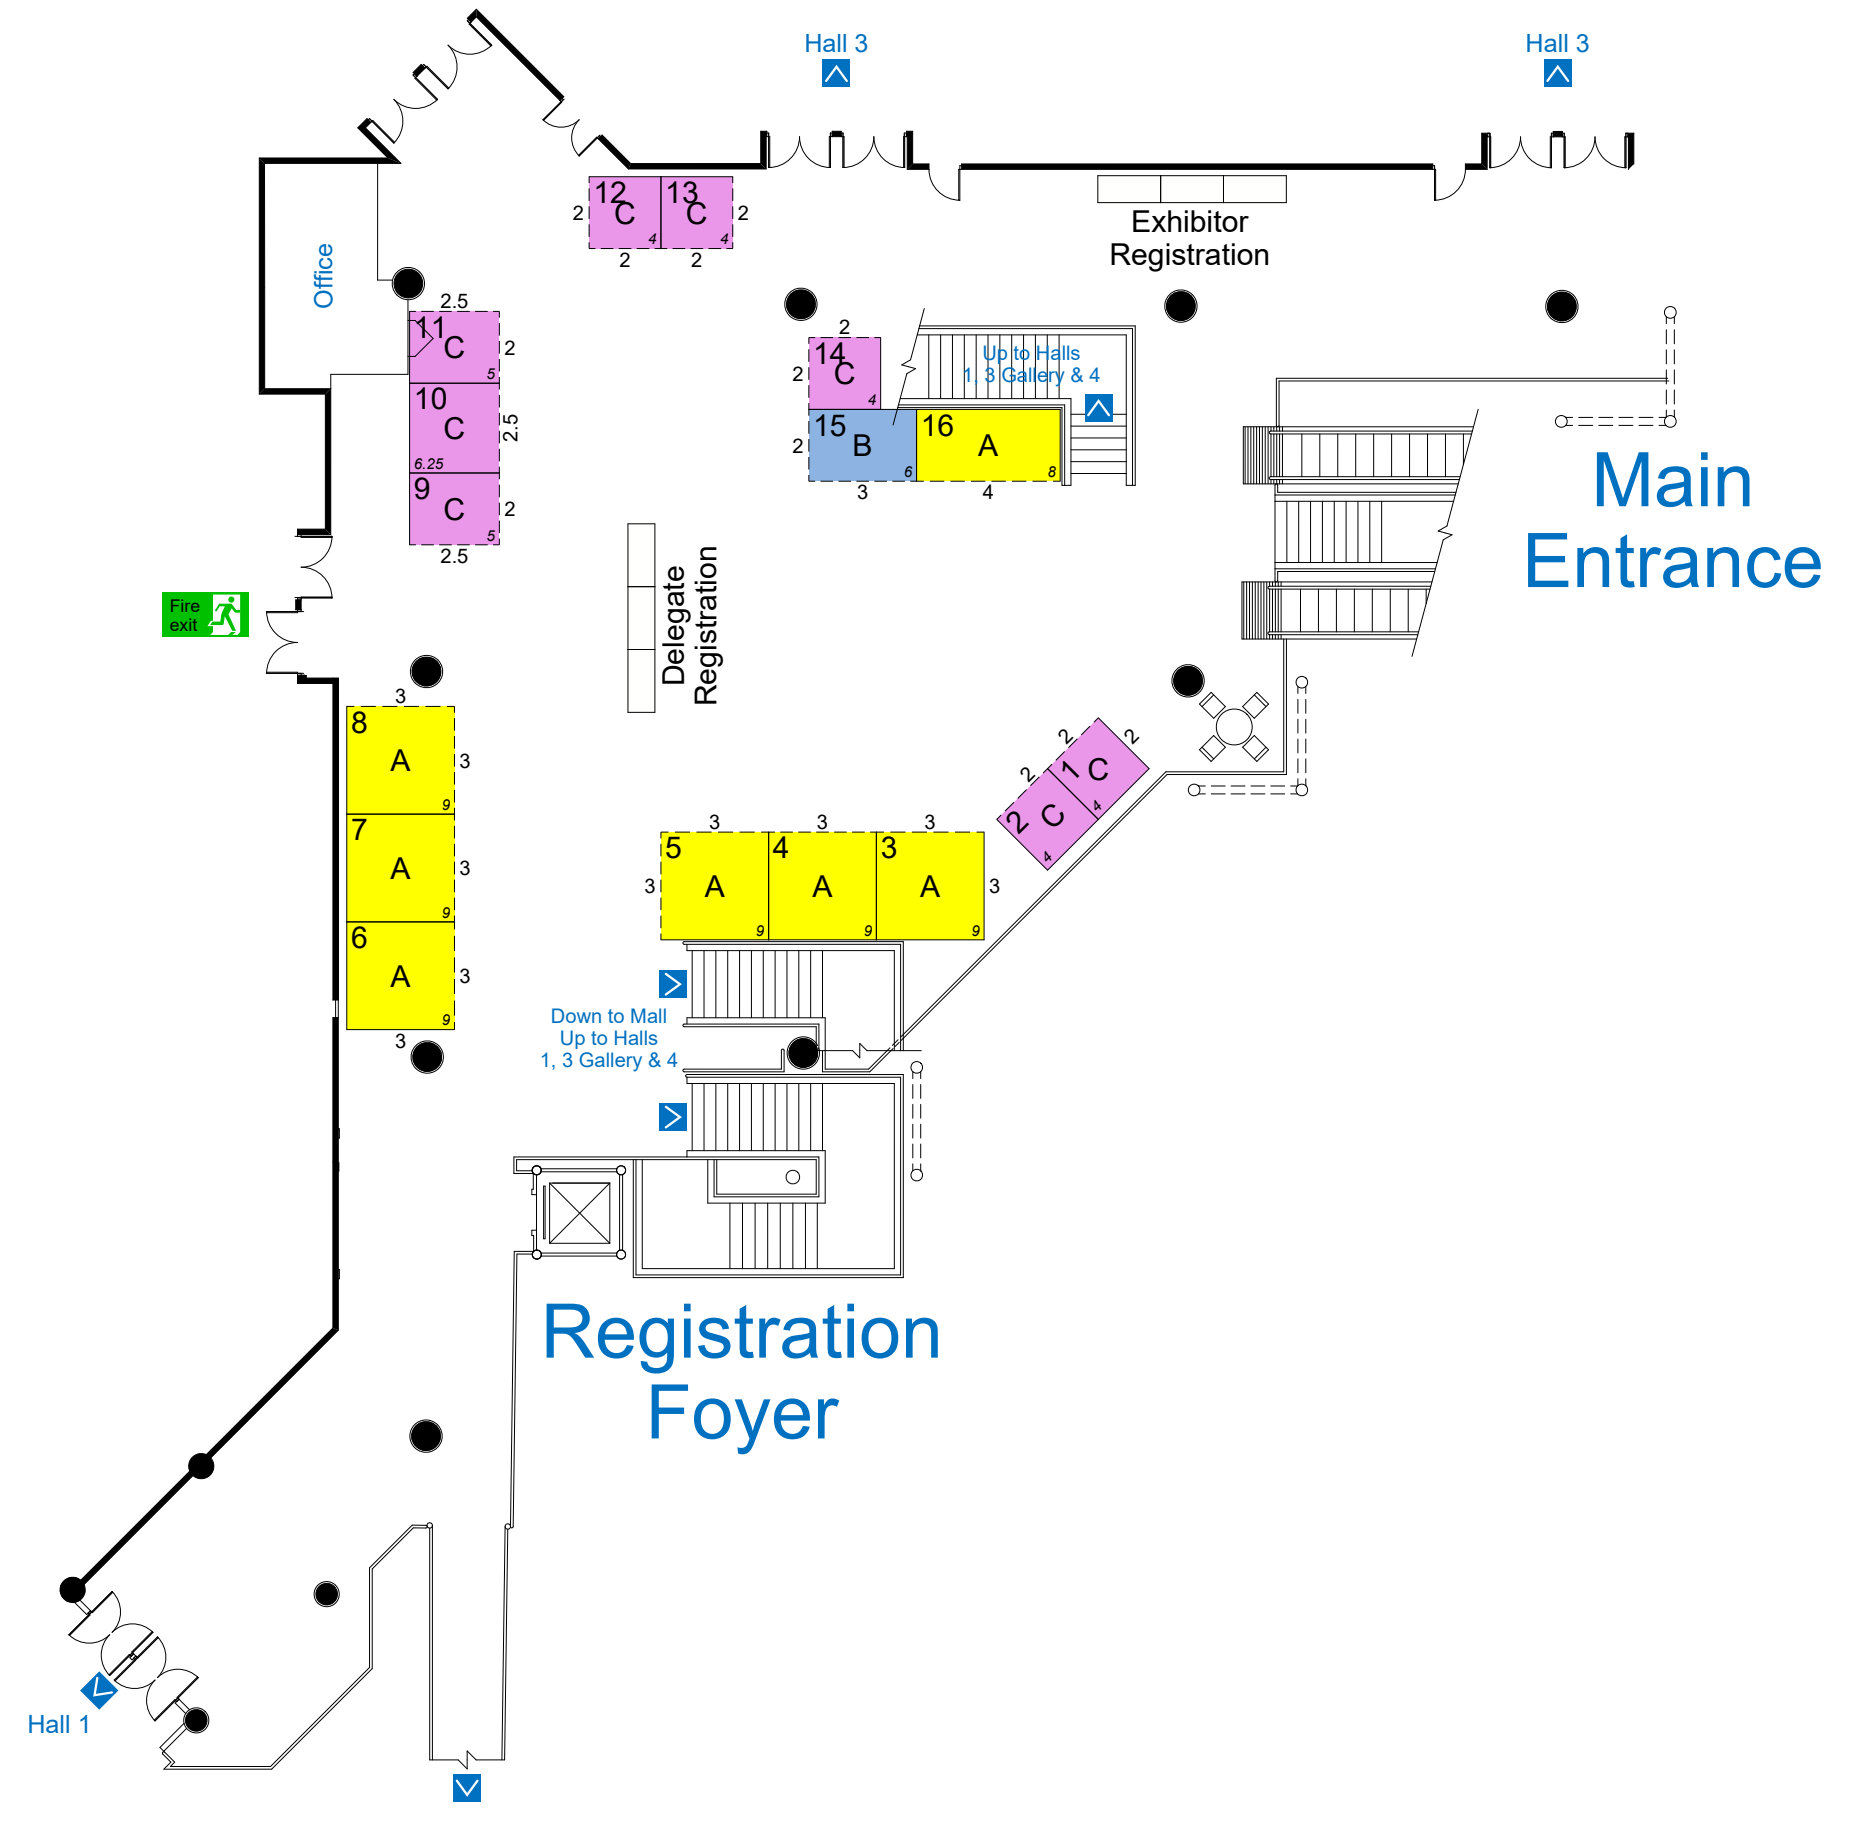 Hall 3
Hall 3
12
C
4
13
C
4
2
2
2
2
Exhibitor
Registration
Office
2.5
11
C
5
2
10
C
6.25
2.5
9
C
5
2
2.5
2
14
C
4
2
Up to Halls
1, 3 Gallery & 4
15
B
6
2
3
16
A
8
4
Main
Entrance
Fire
exit
Delegate
Registration
3
8
A
9
3
7
A
9
3
6
A
9
3
3
2
2
1
C
4
2
2
C
4
3
3
3
3
5
A
9
4
A
9
3
A
9
3
Down to Mall
Up to Halls
1, 3 Gallery & 4
Registration
Foyer
Hall 1